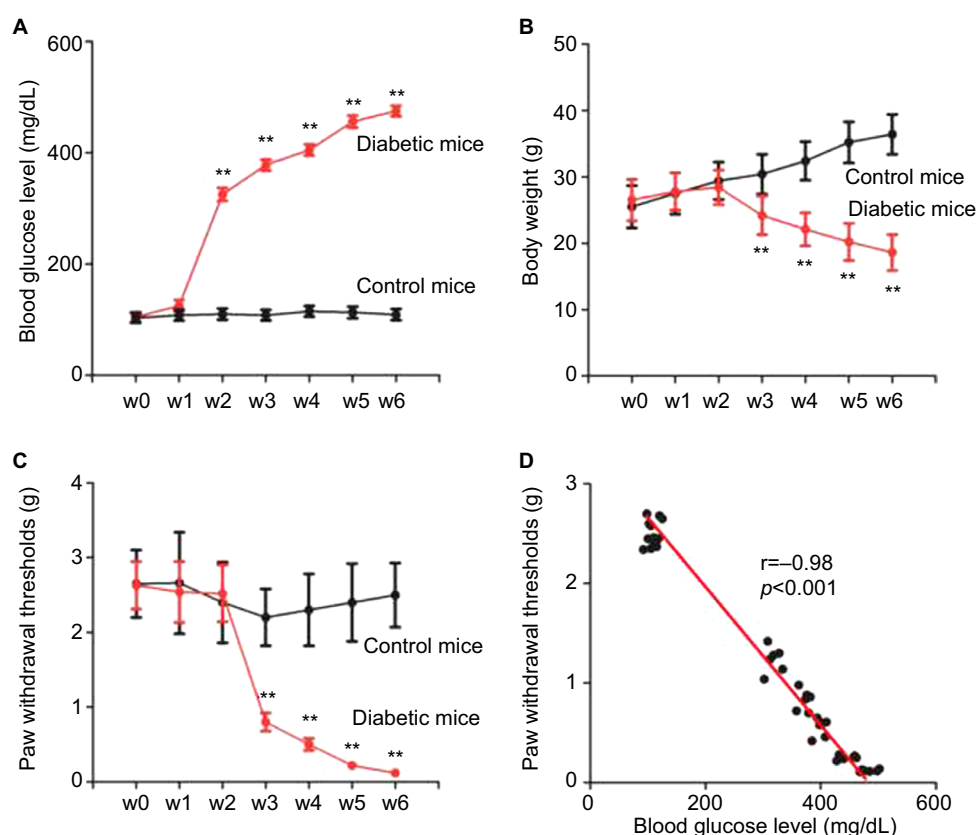 A
Blood glucose level (mg/dL)
600
400
200
0
**
**
**
**
**
Diabetic mice
Control mice
w0 w1 w2 w3 w4 w5 w6
B
Body weight (g)
50
40
30
20
10
0
Control mice
Diabetic mice
**
**
**
**
w0 w1 w2 w3 w4 w5 w6
C
Paw withdrawal thresholds (g)
4
3
2
1
0
Control mice
Diabetic mice
**
**
**
**
w0 w1 w2 w3 w4 w5 w6
D
Paw withdrawal thresholds (g)
3
2
1
0
r=–0.98
p<0.001
0 200 400 600
Blood glucose level (mg/dL)